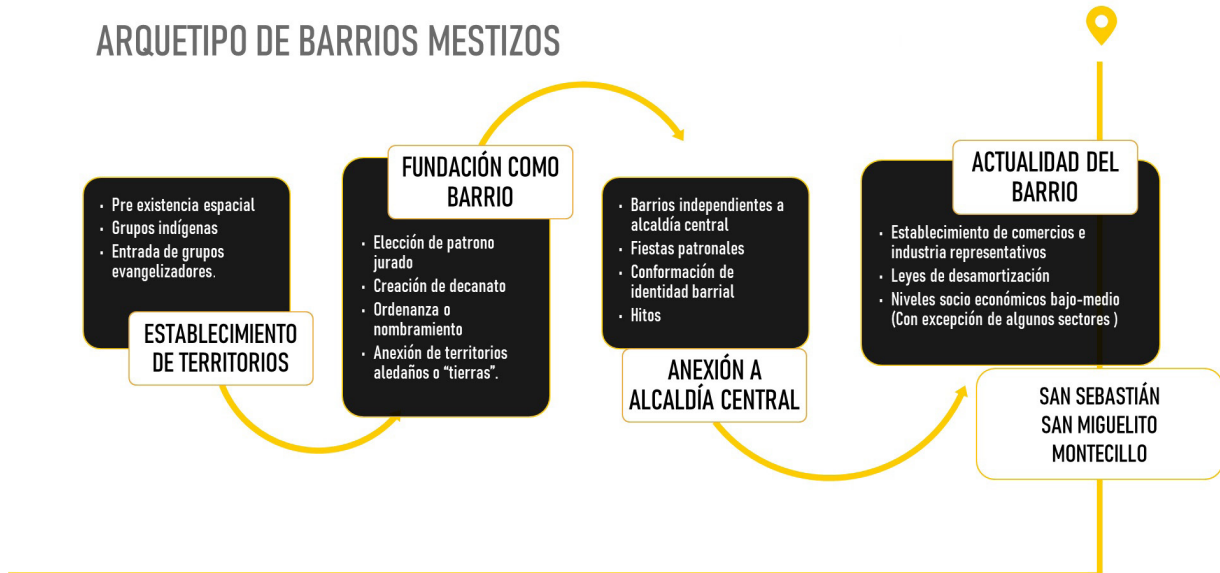 ARQUETIPO DE BARRIOS MESTIZOS
· Pre existencia espacial
· Grupos indígenas
· Entrada de grupos
evangelizadores.
ESTABLECIMIENTO
DE TERRITORIOS
FUNDACIÓN COMO
BARRIO
· Elección de patrono
jurado
· Creación de decanato
· Ordenanza o
nombramiento
· Anexión de territorios
aledaños o “tierras”.
· Barrios independientes a
alcaldía central
· Fiestas patronales
· Conformación de
identidad barrial
· Hitos
ANEXIÓN A
ALCALDÍA CENTRAL
ACTUALIDAD DEL
BARRIO
· Establecimiento de comercios e
industria representativos
· Leyes de desamortización
· Niveles socio económicos bajo-medio
(Con excepción de algunos sectores )
SAN SEBASTIÁN
SAN MIGUELITO
MONTECILLO